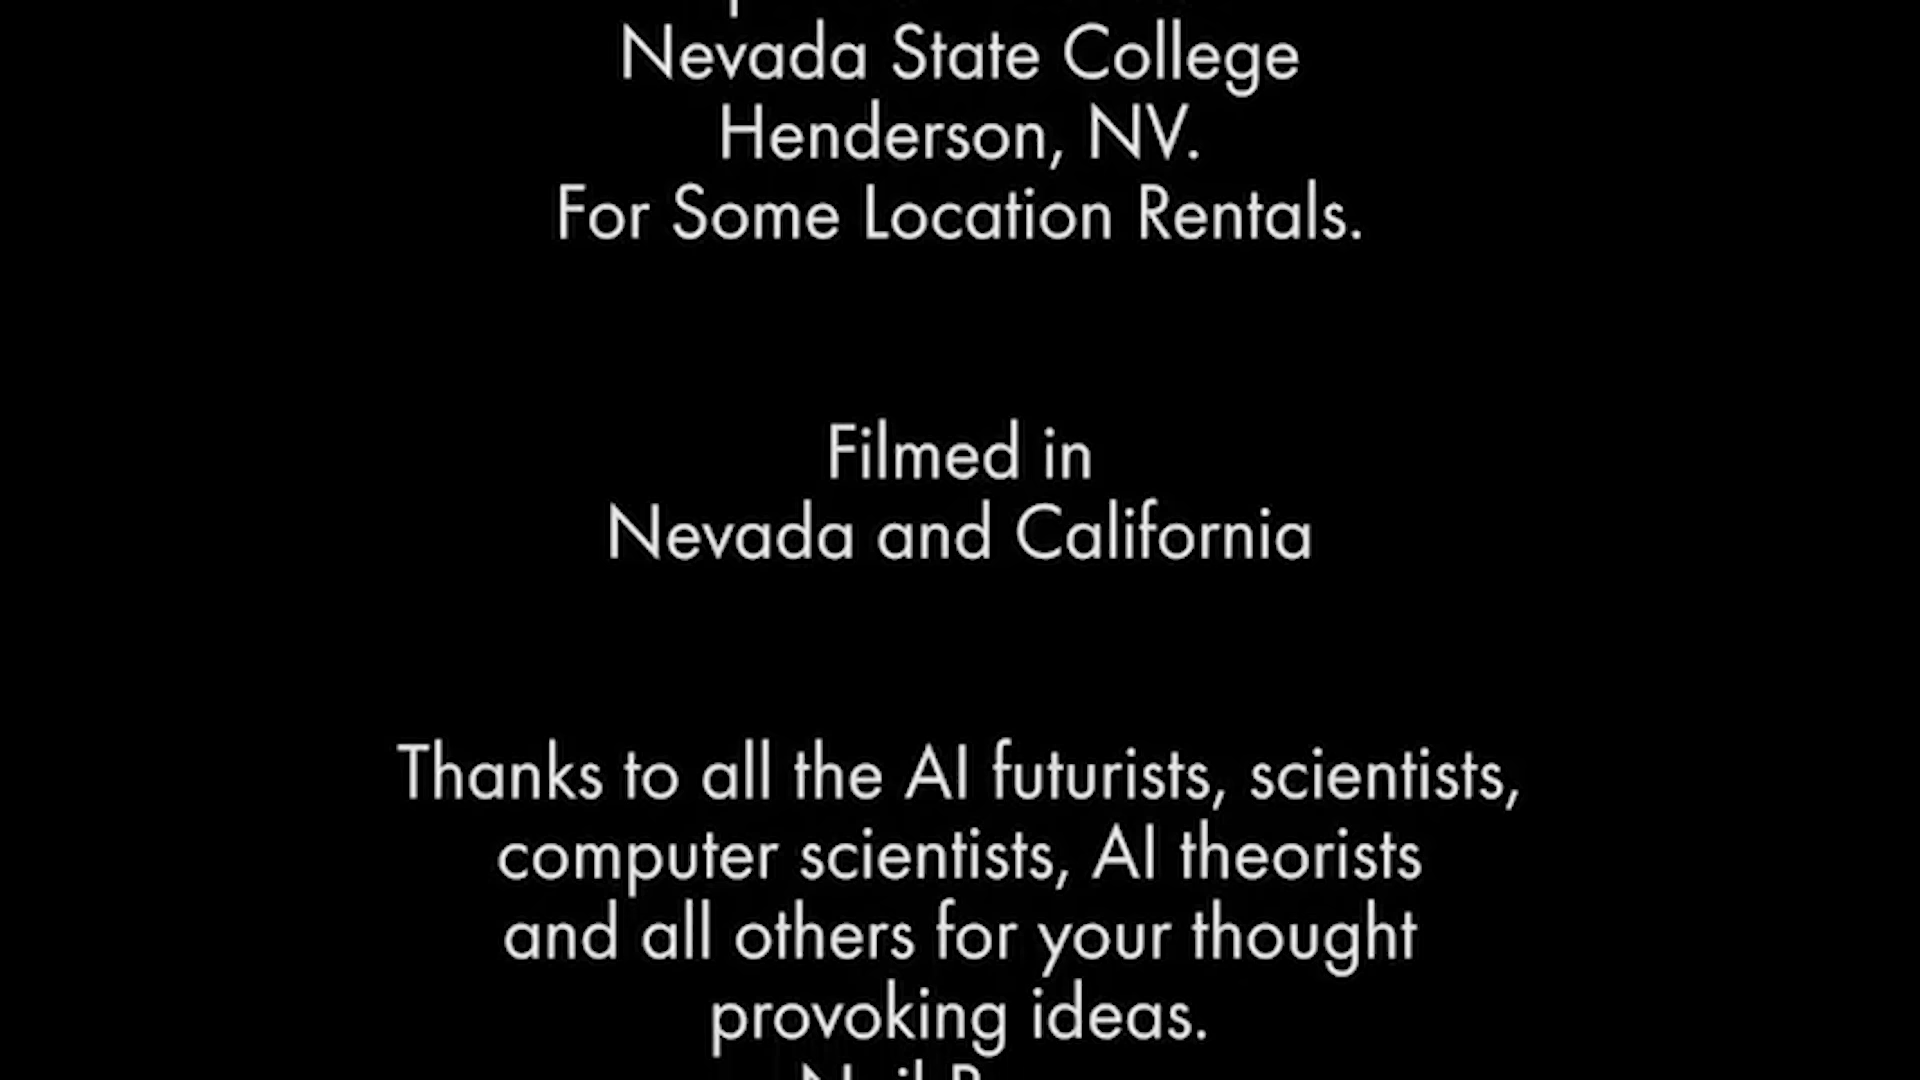 Nevada State College
Henderson, NV.
For Some Location Rentals.
Filmed in
Nevada and California
Thanks to all the AI futurists, scientists,
computer scientists, AI theorists
and all others for your thought
provoking ideas.
Neil